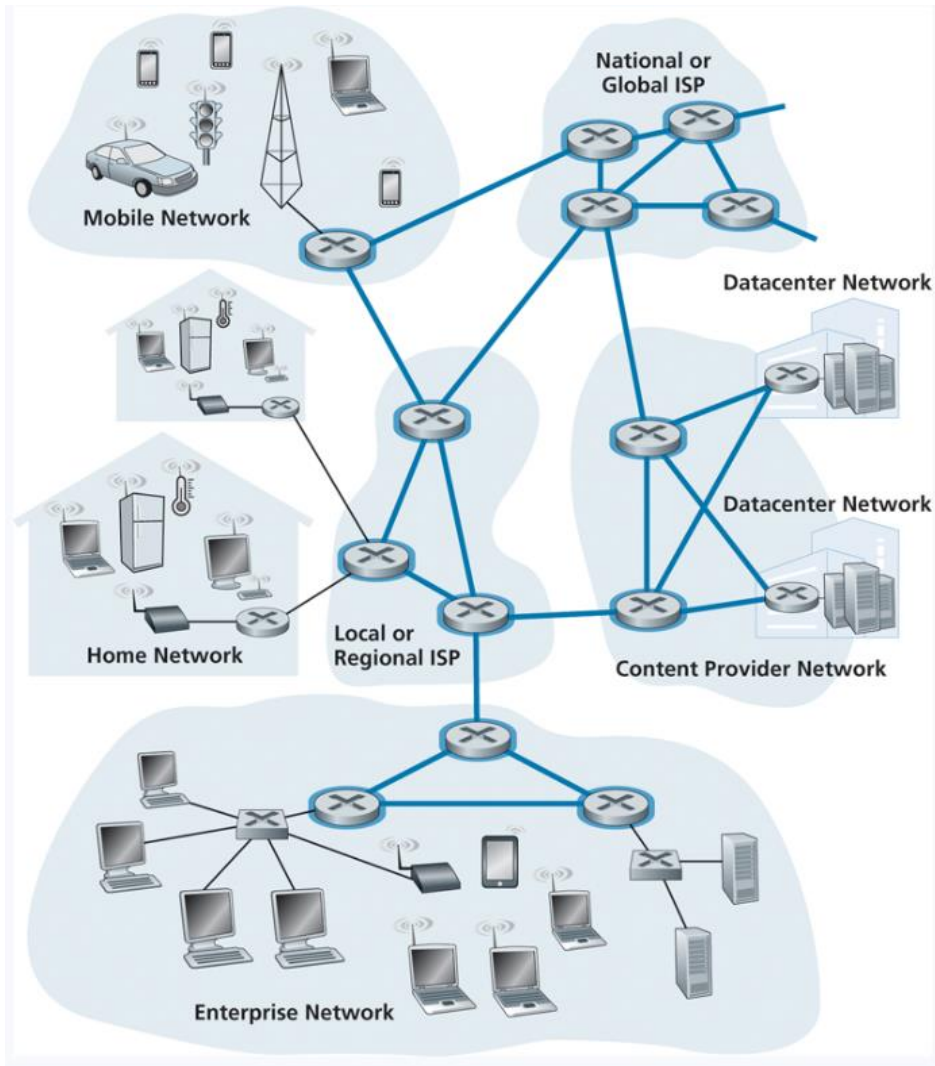 National or
Global ISP
Mobile Network
Datacenter Network
Datacenter Network
Local or
Regional ISP
Home Network
Content Provider Network
Enterprise Network